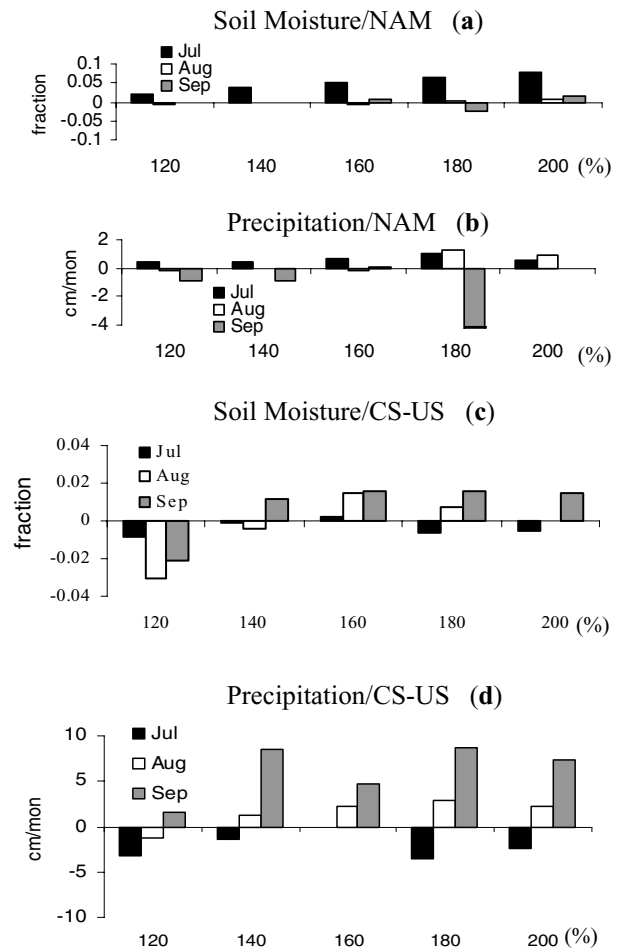 Soil Moisture/NAM (a)
Jul
Aug
Sep
0.1
0.05
0
-0.05
-0.1
fraction
120 140 160 180 200 (%)
Precipitation/NAM (b)
2
0
-2
-4
cm/mon
Jul
Aug
Sep
120 140 160 180 200 (%)
Soil Moisture/CS-US (c)
0.04
0.02
0
-0.02
-0.04
fraction
Jul
Aug
Sep
120 140 160 180 200 (%)
Precipitation/CS-US (d)
10
5
0
-5
-10
cm/mon
Jul
Aug
Sep
120 140 160 180 200 (%)